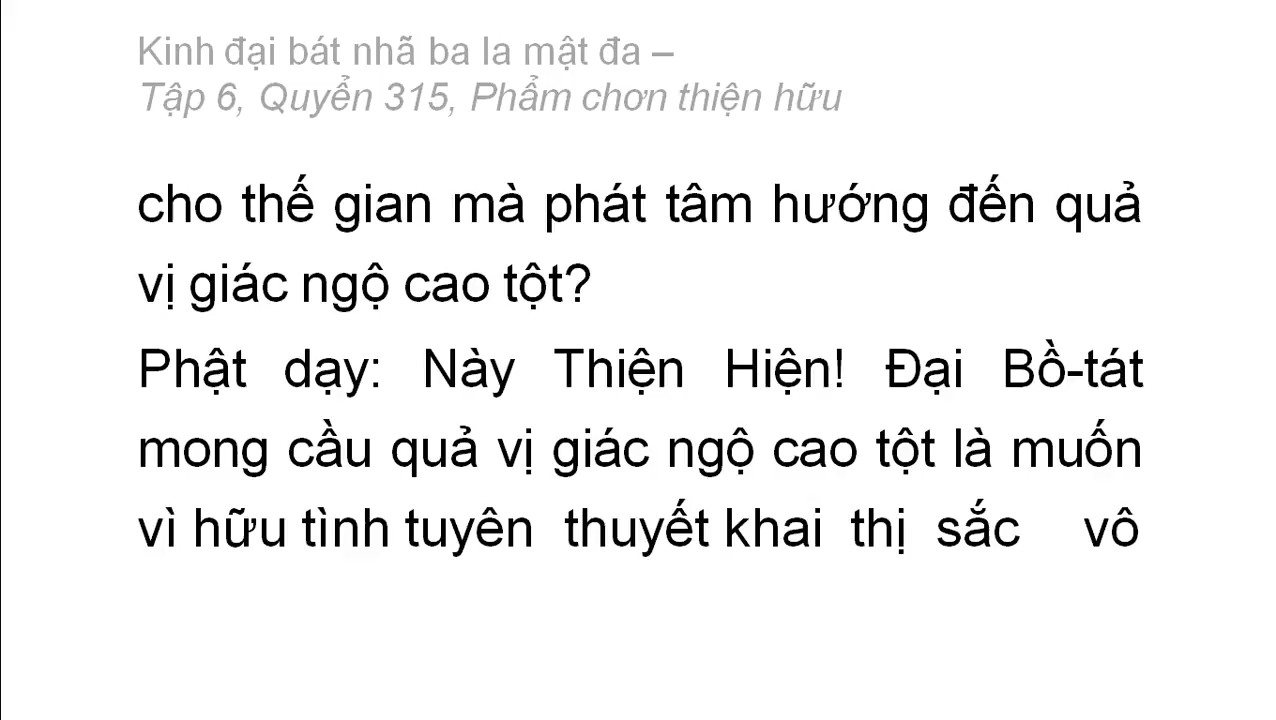 Kinh đại bát nhã ba la mật đa –
Tập 6, Quyển 315, Phẩm chơn thiện hữu
cho thế gian mà phát tâm hướng đến quả
vị giác ngộ cao tột?
Phật dạy: Này Thiện Hiện! Đại Bồ-tát
mong cầu quả vị giác ngộ cao tột là muốn
vì hữu tình tuyên thuyết khai thị sắc vô